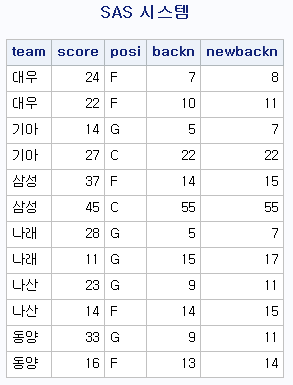 SAS 시스템
team score posi backn newbackn
대우 24 F 7 8
대우 22 F 10 11
기아 14 G 5 7
기아 27 C 22 22
삼성 37 F 14 15
삼성 45 C 55 55
나래 28 G 5 7
나래 11 G 15 17
나산 23 G 9 11
나산 14 F 14 15
동양 33 G 9 11
동양 16 F 13 14